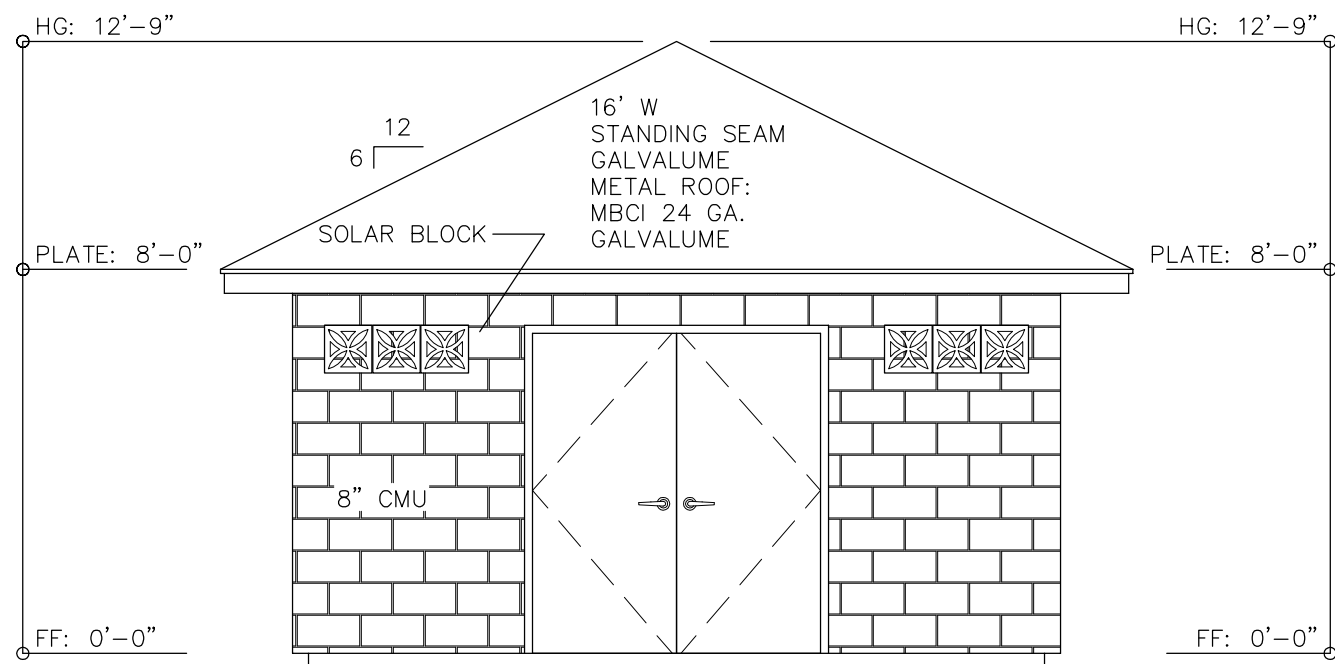 HG: 12'-9"
HG: 12'-9"
12
6
16' W
STANDING SEAM
GALVALUME
METAL ROOF:
MBCI 24 GA.
GALVALUME
SOLAR BLOCK
PLATE: 8'-0"
PLATE: 8'-0"
8" CMU
FF: 0'-0"
FF: 0'-0"